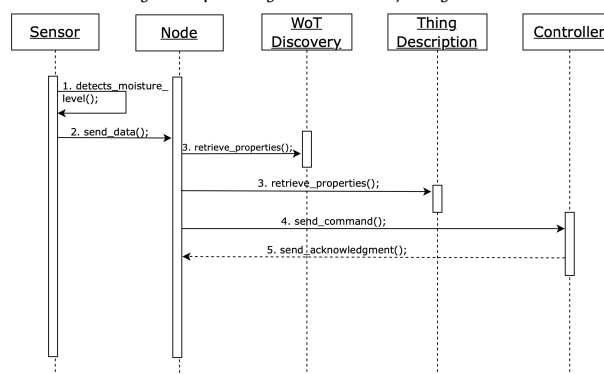 Sensor
Node
WoT
Discovery
Thing
Description
Controller
1. detects_moisture_
level();
2. send_data();
3. retrieve_properties();
3. retrieve_properties();
4. send_command();
5. send_acknowledgment();